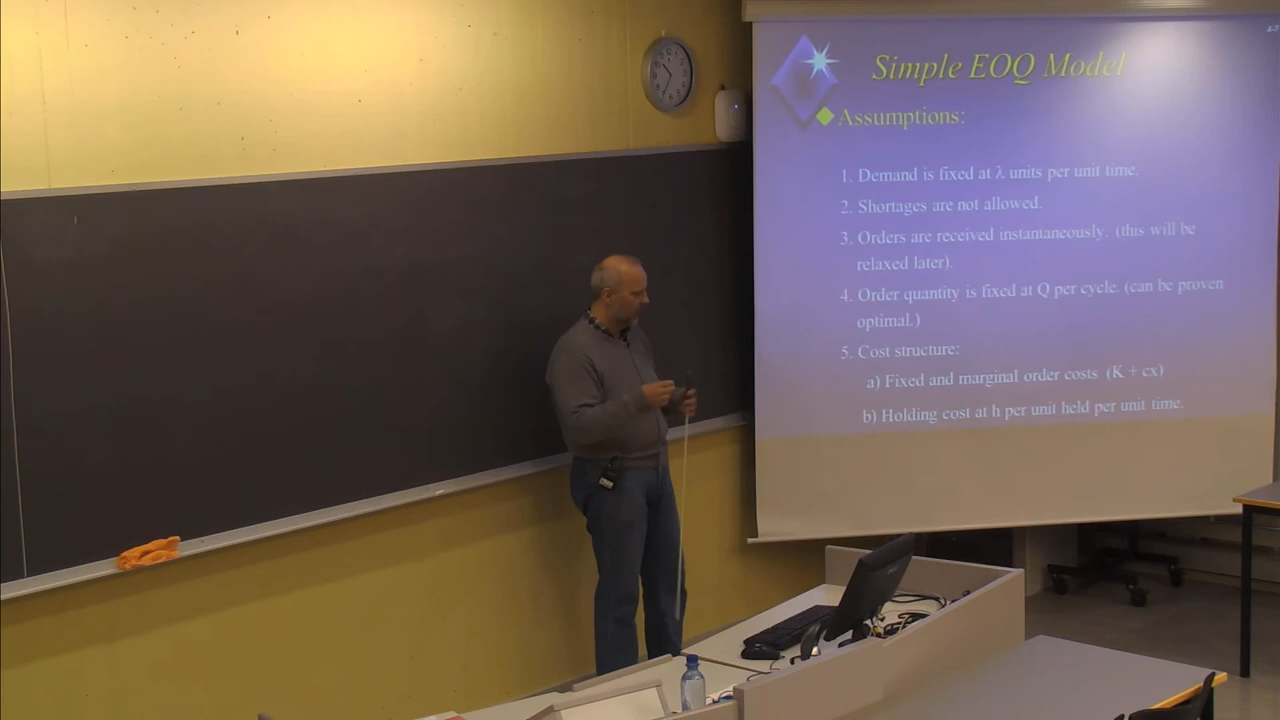 Simple EOQ Model
Assumptions:
1. Demand is fixed at λ units per unit time.
2. Shortages are not allowed.
3. Orders are received instantaneously. (this will be
relaxed later).
4. Order quantity is fixed at Q per cycle. (can be proven
optimal.)
5. Cost structure:
a) Fixed and marginal order costs (K + cx)
b) Holding cost at h per unit held per unit time.